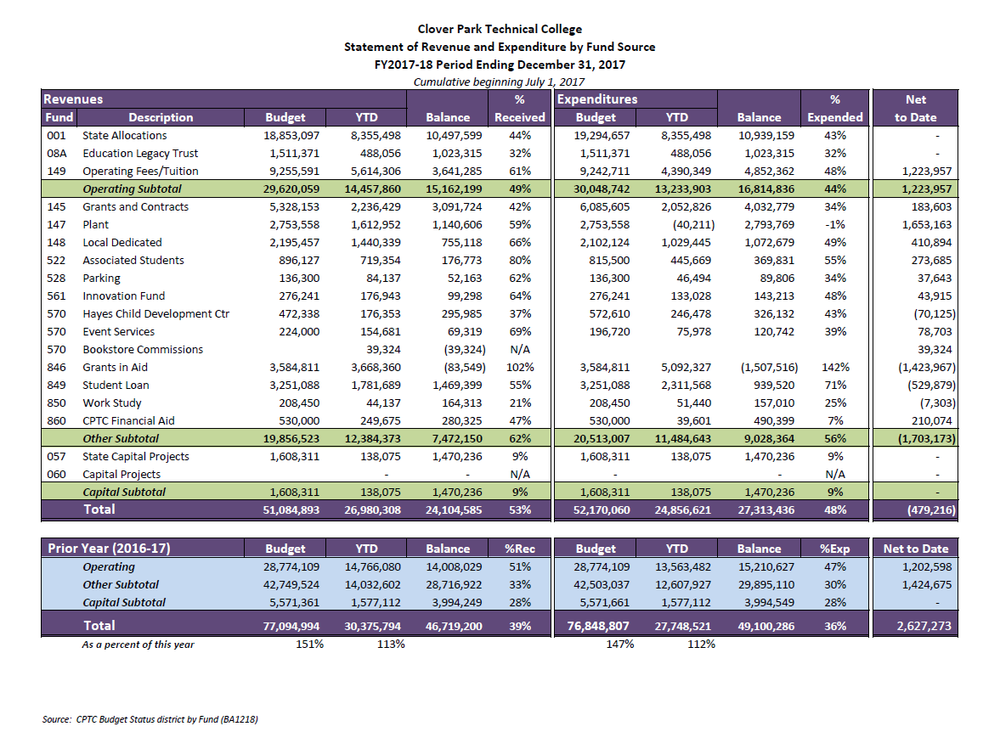 Clover Park Technical College
Statement of Revenue and Expenditure by Fund Source
FY2017-18 Period Ending December 31, 2017
Cumulative beginning July 1, 2017
Revenues % Expenditures % Net
Fund Description Budget YTD Balance Received Budget YTD Balance Expended to Date
001 State Allocations 18,853,097 8,355,498 10,497,599 44% 19,294,657 8,355,498 10,939,159 43% -
08A Education Legacy Trust 1,511,371 488,056 1,023,315 32% 1,511,371 488,056 1,023,315 32% -
149 Operating Fees/Tuition 9,255,591 5,614,306 3,641,285 61% 9,242,711 4,390,349 4,852,362 48% 1,223,957
Operating Subtotal 29,620,059 14,457,860 15,162,199 49% 30,048,742 13,233,903 16,814,836 44% 1,223,957
145 Grants and Contracts 5,328,153 2,236,429 3,091,724 42% 6,085,605 2,052,826 4,032,779 34% 183,603
147 Plant 2,753,558 1,612,952 1,140,606 59% 2,753,558 (40,211) 2,793,769 -1% 1,653,163
148 Local Dedicated 2,195,457 1,440,339 755,118 66% 2,102,124 1,029,445 1,072,679 49% 410,894
522 Associated Students 896,127 719,354 176,773 80% 815,500 445,669 369,831 55% 273,685
528 Parking 136,300 84,137 52,163 62% 136,300 46,494 89,806 34% 37,643
561 Innovation Fund 276,241 176,943 99,298 64% 276,241 133,028 143,213 48% 43,915
570 Hayes Child Development Ctr 472,338 176,353 295,985 37% 572,610 246,478 326,132 43% (70,125)
570 Event Services 224,000 154,681 69,319 69% 196,720 75,978 120,742 39% 78,703
570 Bookstore Commissions 39,324 (39,324) N/A 39,324
846 Grants in Aid 3,584,811 3,668,360 (83,549) 102% 3,584,811 5,092,327 (1,507,516) 142% (1,423,967)
849 Student Loan 3,251,088 1,781,689 1,469,399 55% 3,251,088 2,311,568 939,520 71% (529,879)
850 Work Study 208,450 44,137 164,313 21% 208,450 51,440 157,010 25% (7,303)
860 CPTC Financial Aid 530,000 249,675 280,325 47% 530,000 39,601 490,399 7% 210,074
Other Subtotal 19,856,523 12,384,373 7,472,150 62% 20,513,007 11,484,643 9,028,364 56% (1,703,173)
057 State Capital Projects 1,608,311 138,075 1,470,236 9% 1,608,311 138,075 1,470,236 9% -
060 Capital Projects - - N/A - - N/A -
Capital Subtotal 1,608,311 138,075 1,470,236 9% 1,608,311 138,075 1,470,236 9% -
Total 51,084,893 26,980,308 24,104,585 53% 52,170,060 24,856,621 27,313,436 48% (479,216)
Prior Year (2016-17) Budget YTD Balance %Rec Budget YTD Balance %Exp Net to Date
Operating 28,774,109 14,766,080 14,008,029 51% 28,774,109 13,563,482 15,210,627 47% 1,202,598
Other Subtotal 42,749,524 14,032,602 28,716,922 33% 42,503,037 12,607,927 29,895,110 30% 1,424,675
Capital Subtotal 5,571,361 1,577,112 3,994,249 28% 5,571,661 1,577,112 3,994,549 28% -
Total 77,094,994 30,375,794 46,719,200 39% 76,848,807 27,748,521 49,100,286 36% 2,627,273
As a percent of this year 151% 113% 147% 112%
Source: CPTC Budget Status district by Fund (BA1218)